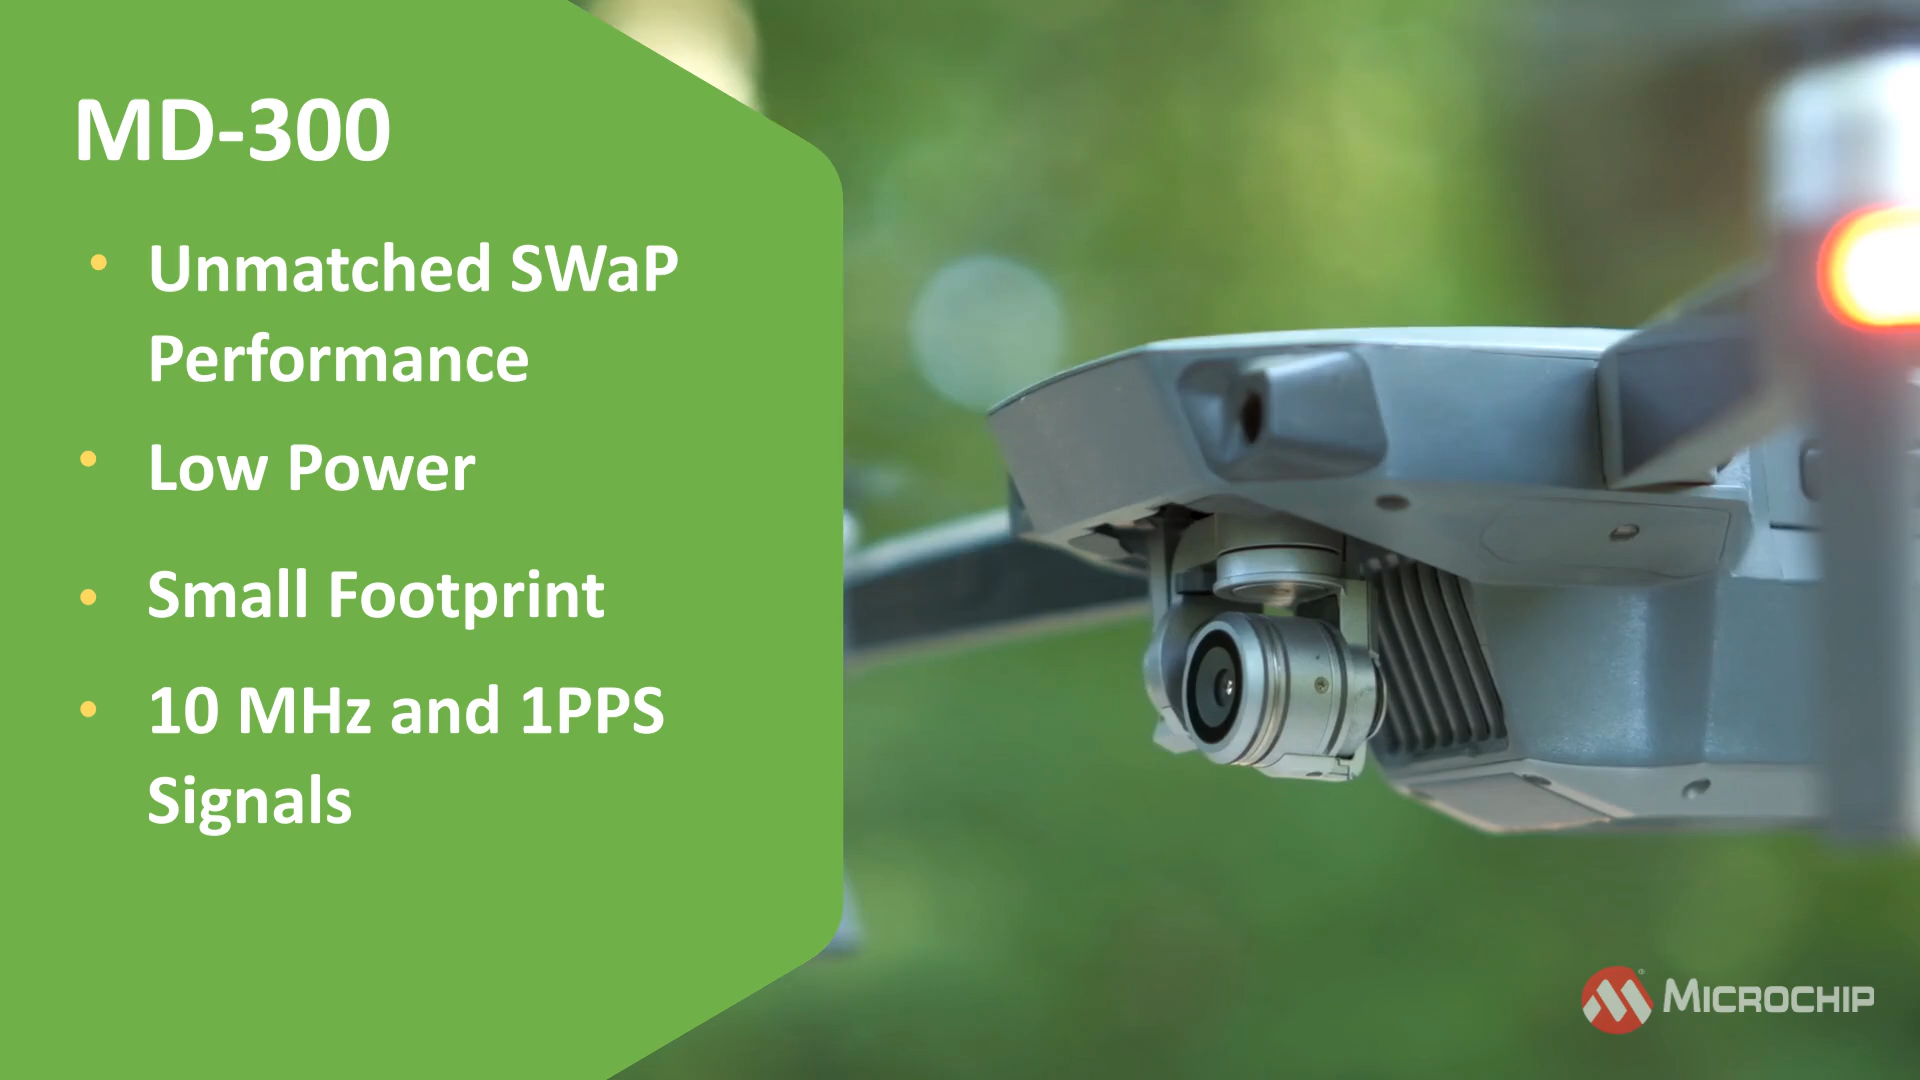 MD-300
• Unmatched SWaP
Performance
• Low Power
• Small Footprint
• 10 MHz and 1PPS
Signals
MICROCHIP